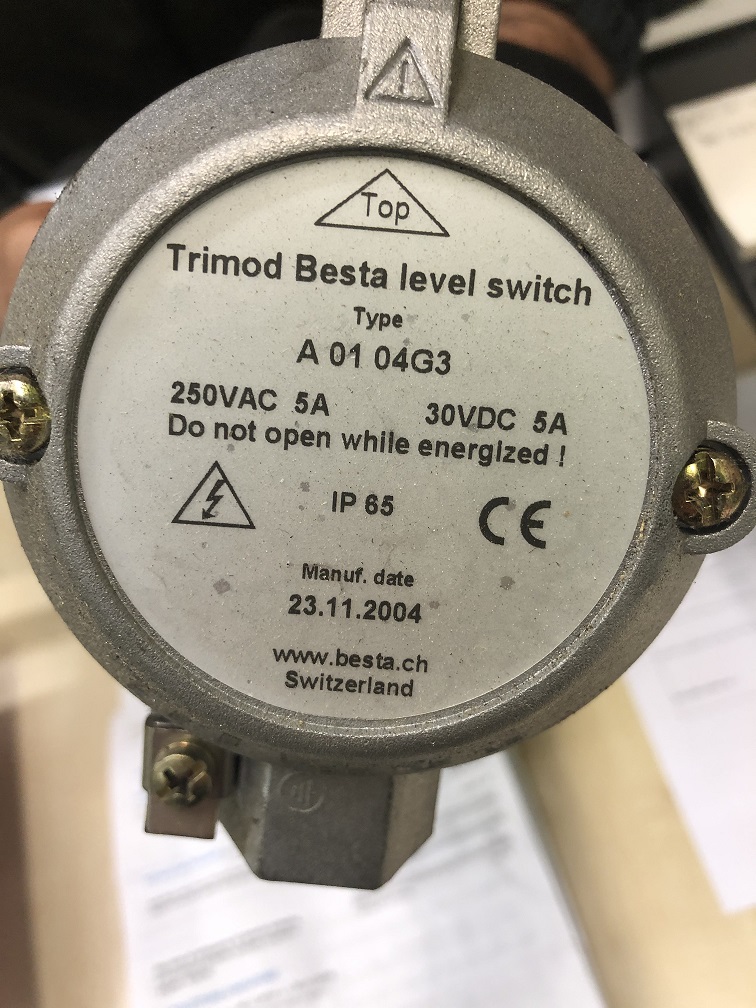 Top
Trimod Besta level switch
Type
A 01 04G3
250VAC 5A 30VDC 5A
Do not open while energized !
IP 65 CE
Manuf. date
23.11.2004
www.besta.ch
Switzerland